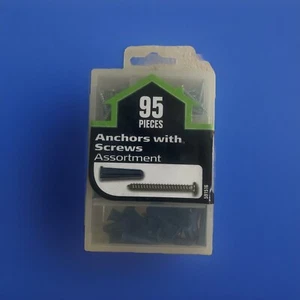 95
PIECES
Anchors with
Screws
Assortment